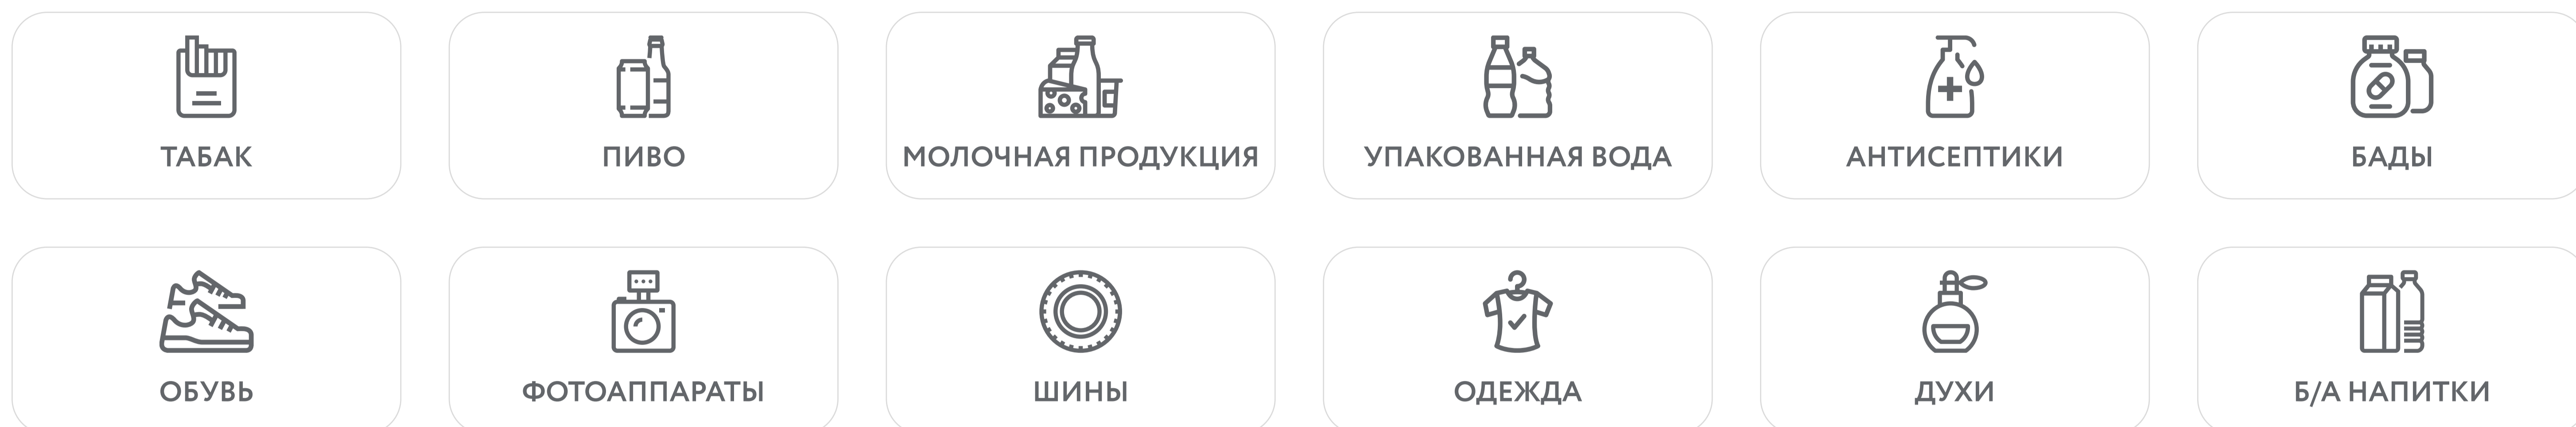 ТАБАК
ПИВО
МОЛОЧНАЯ ПРОДУКЦИЯ
УПАКОВАННАЯ ВОДА
АНТИСЕПТИКИ
БАДЫ
ОБУВЬ
ФОТОАППАРАТЫ
ШИНЫ
ОДЕЖДА
ДУХИ
Б/А НАПИТКИ